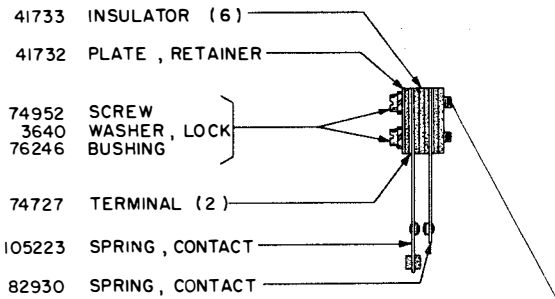 41733 INSULATOR (6)
41732 PLATE , RETAINER
74952 SCREW
3640 WASHER , LOCK
76246 BUSHING
74727 TERMINAL (2)
105223 SPRING , CONTACT
82930 SPRING , CONTACT